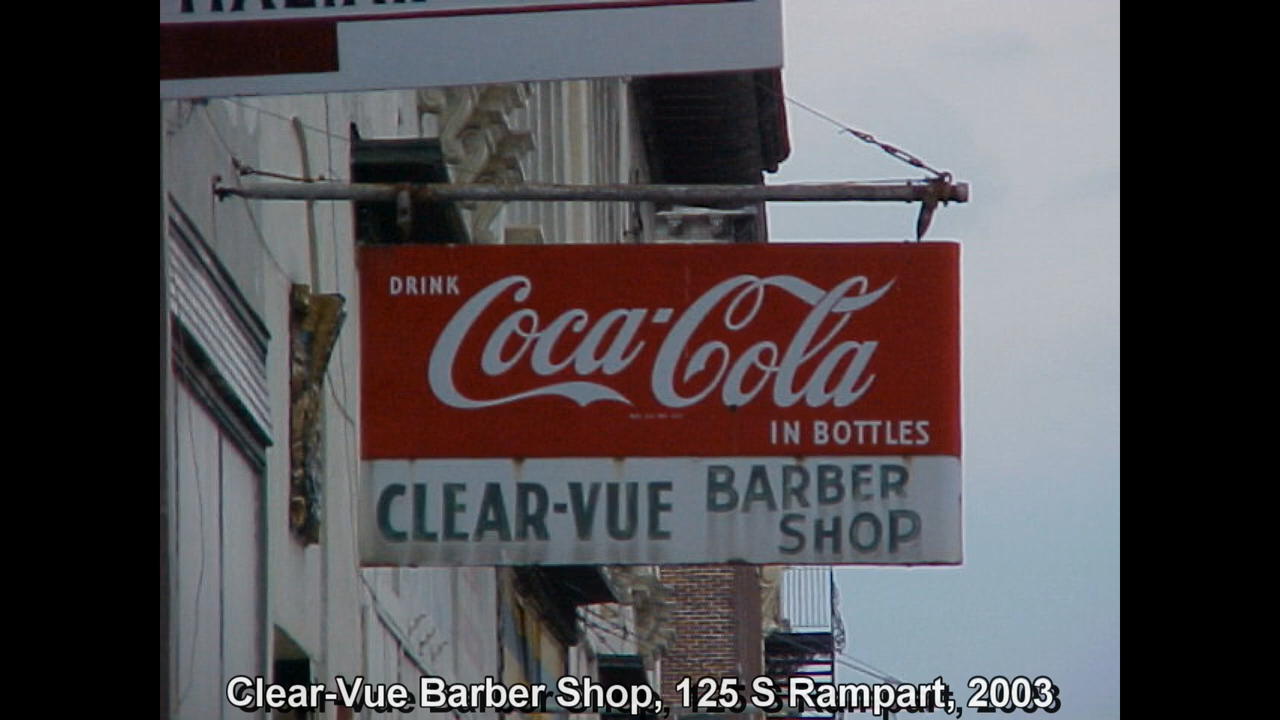 DRINK
Coca-Cola
IN BOTTLES
CLEAR-VUE BARBER
SHOP
Clear-Vue Barber Shop, 125 S Rampart, 2003